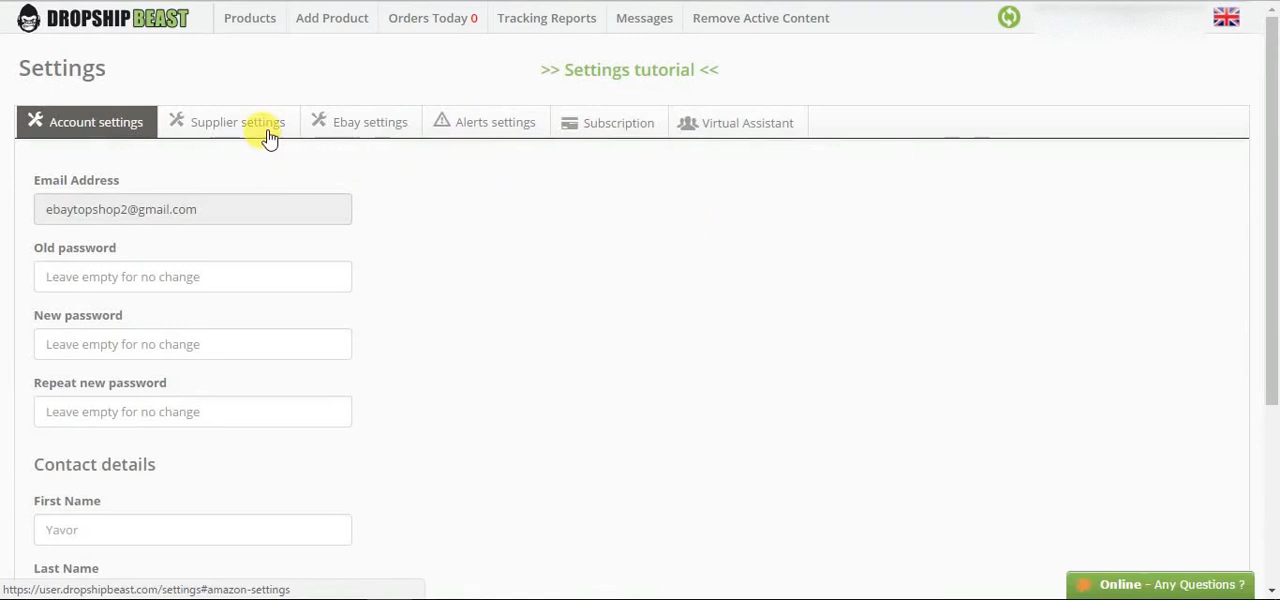 DROPSHIPBEAST Products Add Product Orders Today 0 Tracking Reports Messages Remove Active Content
Settings >> Settings tutorial <<
Account settings Supplier settings Ebay settings Alerts settings Subscription Virtual Assistant
Email Address
ebaytopshop2@gmail.com
Old password
Leave empty for no change
New password
Leave empty for no change
Repeat new password
Leave empty for no change
Contact details
First Name
Yavor
Last Name
https://user.dropshipbeast.com/settings#amazon-settings Online - Any Questions ?